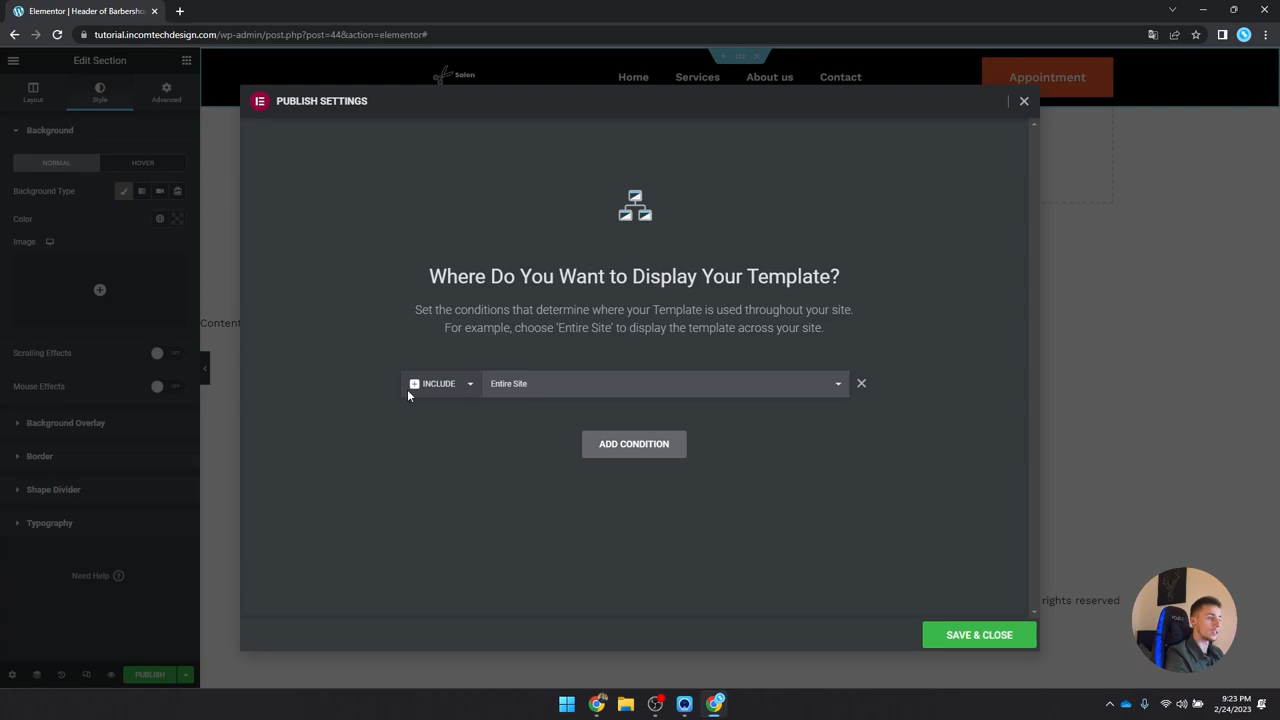 Elementor | Header
tutorial.incomtechdesign.com/wp-admin/post.php?post=44&action=elementor#
Edit Section
Layout
Style
Advanced
Background
NORMAL
HOVER
Background Type
Color
Image
Scrolling Effects
OFF
Mouse Effects
OFF
Background Overlay
Border
Shape Divider
Typography
Need Help
PUBLISH
Salon
Home
Services
About us
Contact
Appointment
PUBLISH SETTINGS
Where Do You Want to Display Your Template?
Set the conditions that determine where your Template is used throughout your site.
For example, choose 'Entire Site' to display the template across your site.
INCLUDE
Entire Site
ADD CONDITION
SAVE & CLOSE
Content
rights reserved
9:23 PM
2/24/2023